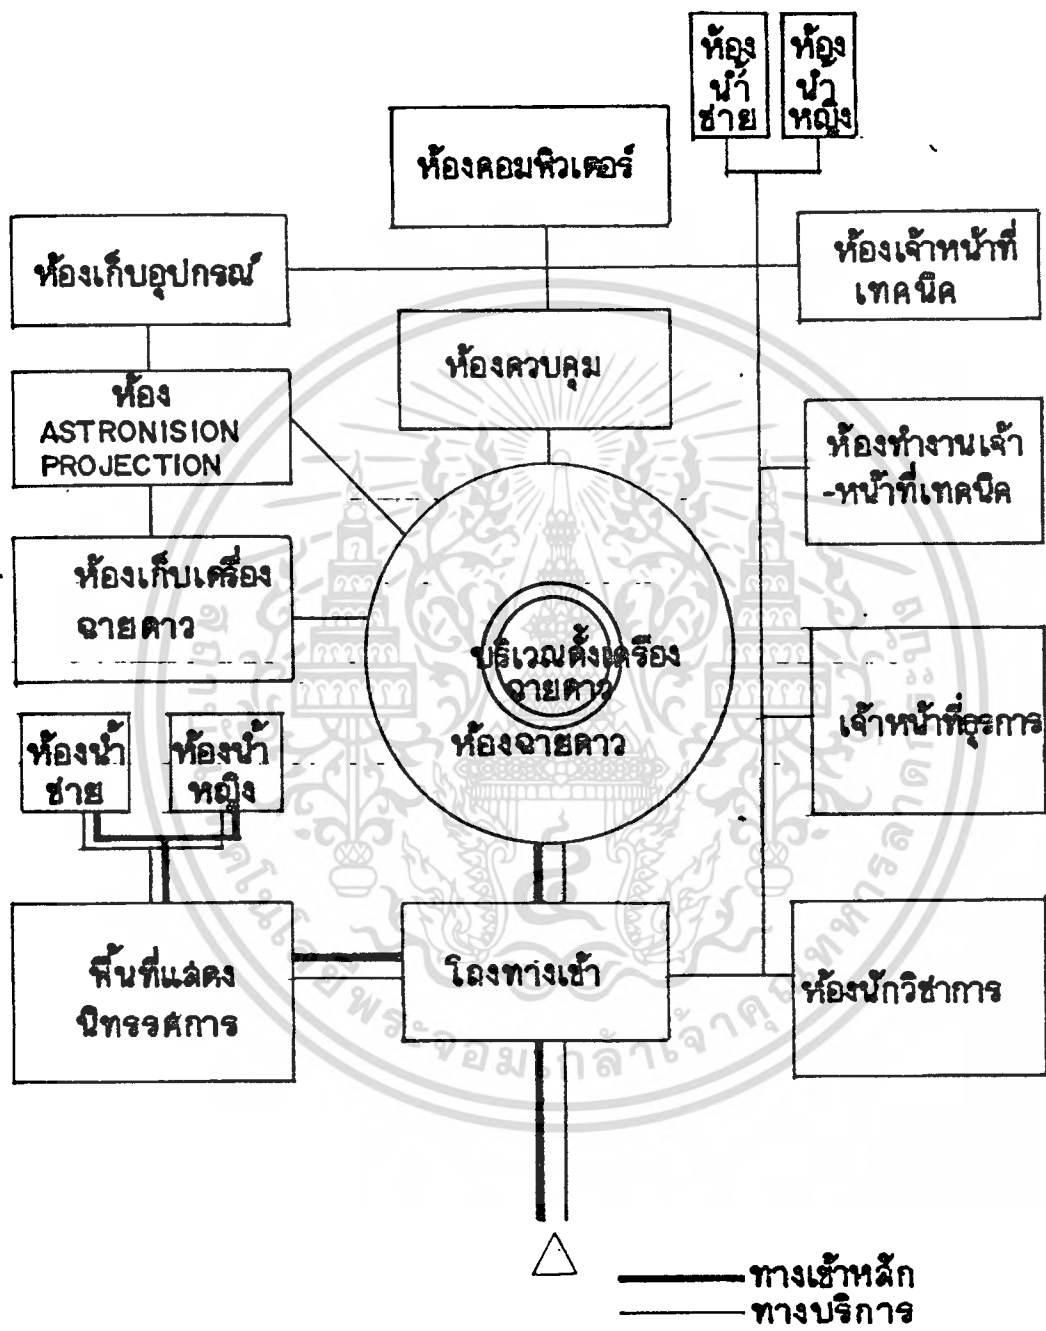 ห้อง
น้ำ
ชาย
ห้อง
น้ำ
หญิง
ห้องคอมพิวเตอร์
ห้องเก็บอุปกรณ์
ห้องเจ้าหน้าที่
เทคนิค
ห้องควบคุม
ห้อง
ASTRONISION
PROJECTION
ห้องทำงานเจ้า
-หน้าที่เทคนิค
ห้องเก็บเครื่อง
ฉายดาว
บริเวณตั้งเครื่อง
ฉายดาว
ห้องฉายดาว
เจ้าหน้าที่ธุรการ
ห้องน้ำ
ชาย
ห้องน้ำ
หญิง
พื้นที่แสดง
นิทรรศการ
โถงทางเข้า
ห้องนักวิชาการ
ทางเข้าหลัก
ทางบริการ